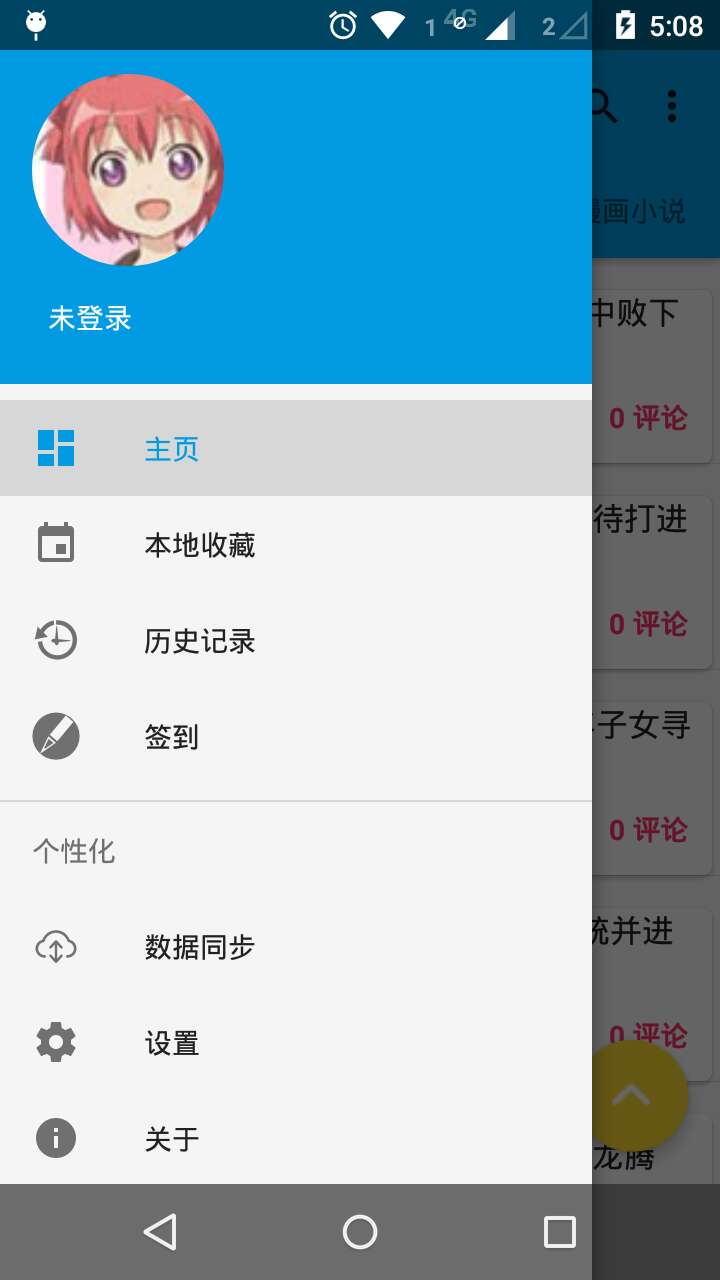 1 4G 2 5:08
漫画小说
未登录
中败下
0 评论
主页
待打进
本地收藏
0 评论
历史记录
子女寻
签到
0 评论
个性化
统并进
数据同步
0 评论
设置
关于
龙腾